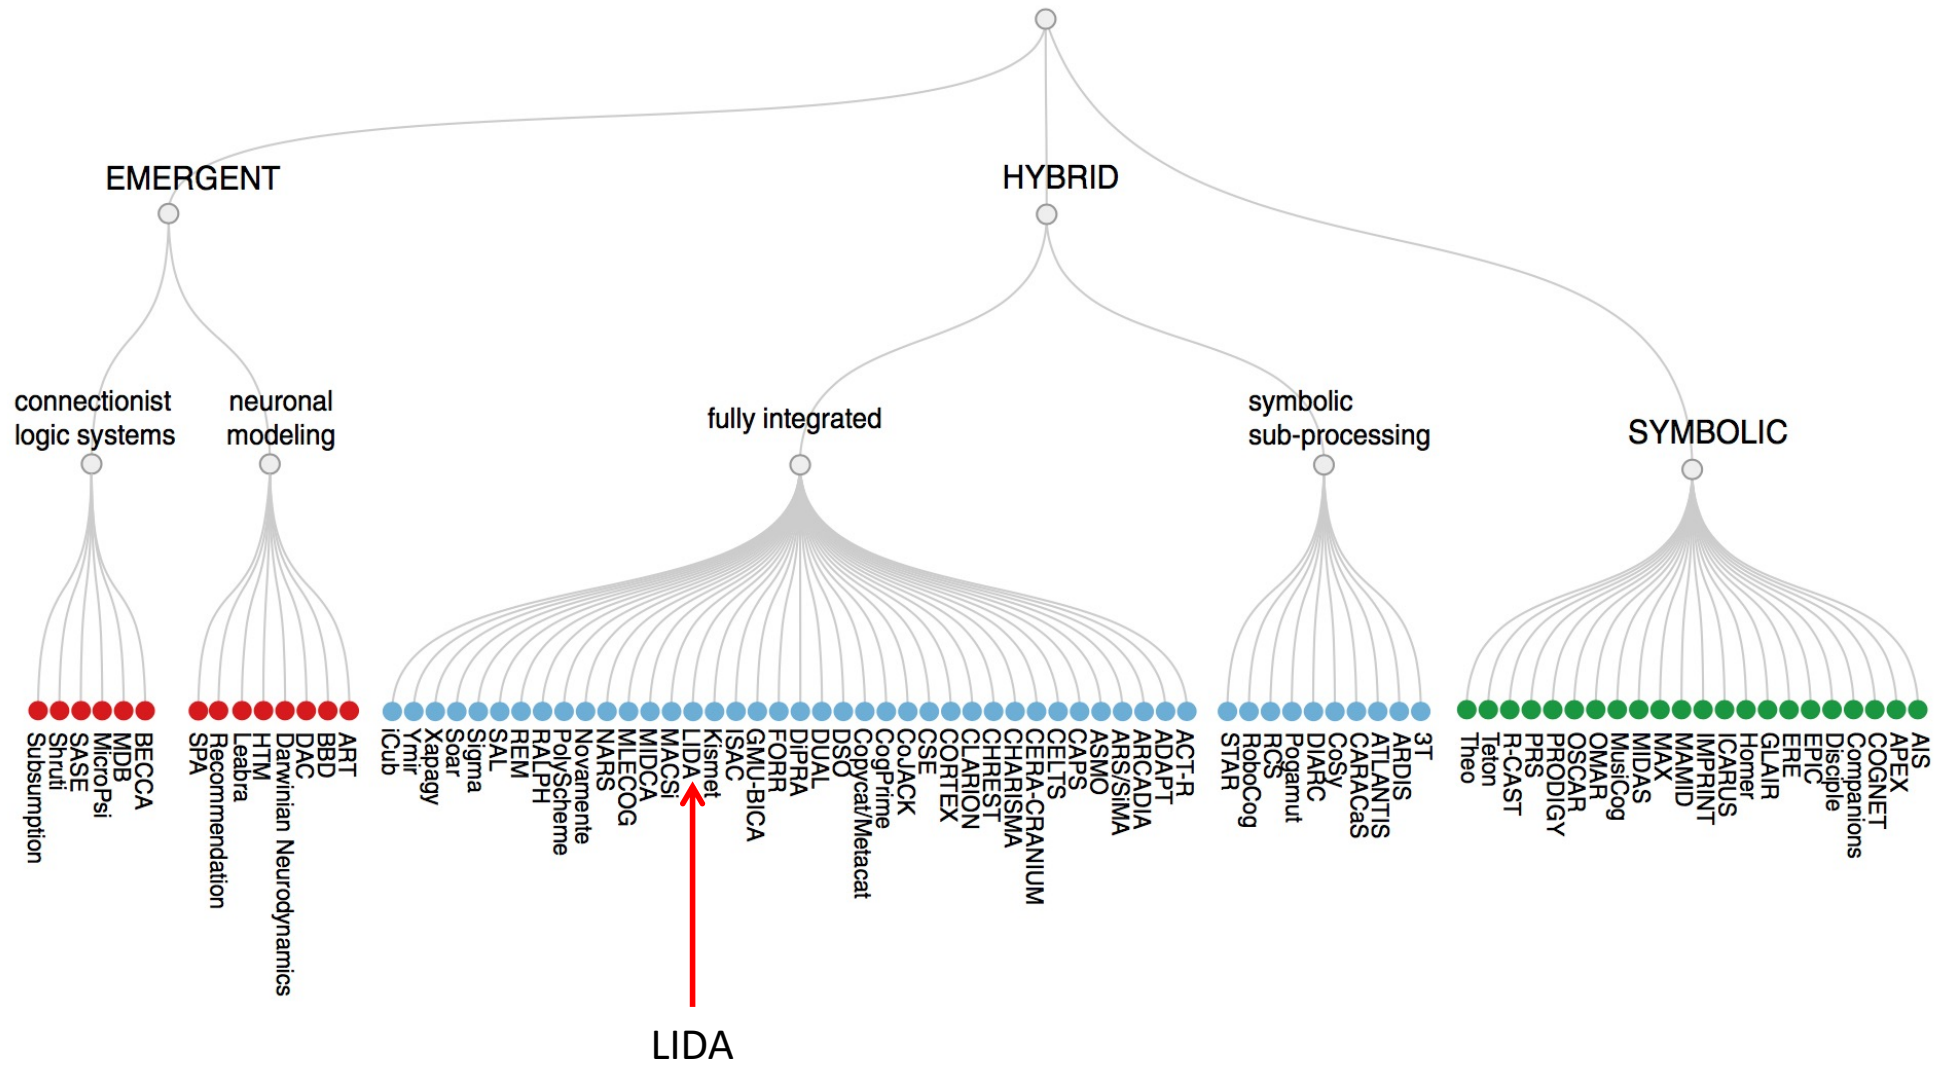 EMERGENT
HYBRID
connectionist
logic systems
neuronal
modeling
fully integrated
symbolic
sub-processing
SYMBOLIC
Subsumption
Shruti
SASE
MicroPsi
MDB
BECCA
SPA
Recommendation
Leabra
HTM
Darwinian Neurodynamics
DAC
BBD
ART
iCub
Ymir
Xapagy
Soar
Sigma
SAL
REM
RALPH
PolyScheme
Novamente
NARS
MLECOG
MIDCA
MACSi
LIDA
Kismet
ISAC
GMU-BICA
FORR
DiPRA
DUAL
DSO
Copycat/Metacat
CogPrime
CoJACK
CSE
CORTEX
CLARION
CHREST
CHARISMA
CERA-CRANIUM
CELTS
CAPS
ASMO
ARS/SiMA
ARCADIA
ADAPT
ACT-R
STAR
RoboCog
RCS
Pogamut
DIARC
CoSy
CARACaS
ATLANTIS
ARDIS
3T
Theo
Teton
R-CAST
PRS
PRODIGY
OSCAR
OMAR
MusiCog
MIDAS
MAX
MAMID
IMPRINT
ICARUS
Homer
GLAIR
ERE
EPIC
Disciple
Companions
COGNET
APEX
AIS
LIDA